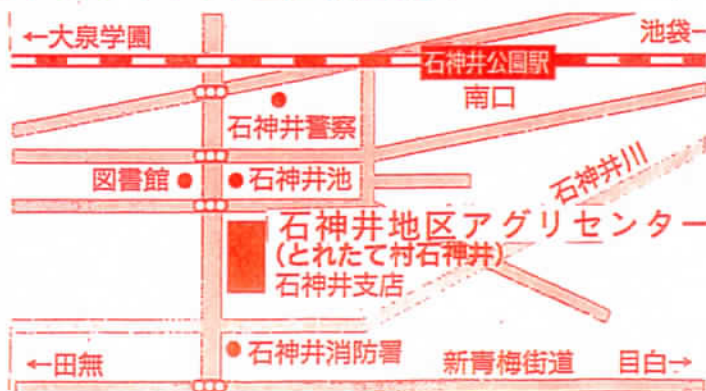 ←大泉学園
池袋→
石神井公園駅
南口
石神井警察
図書館
石神井池
石神井川
石神井地区アグリセンター
(とれたて村石神井)
石神井支店
石神井消防署
←田無
新青梅街道
目白→